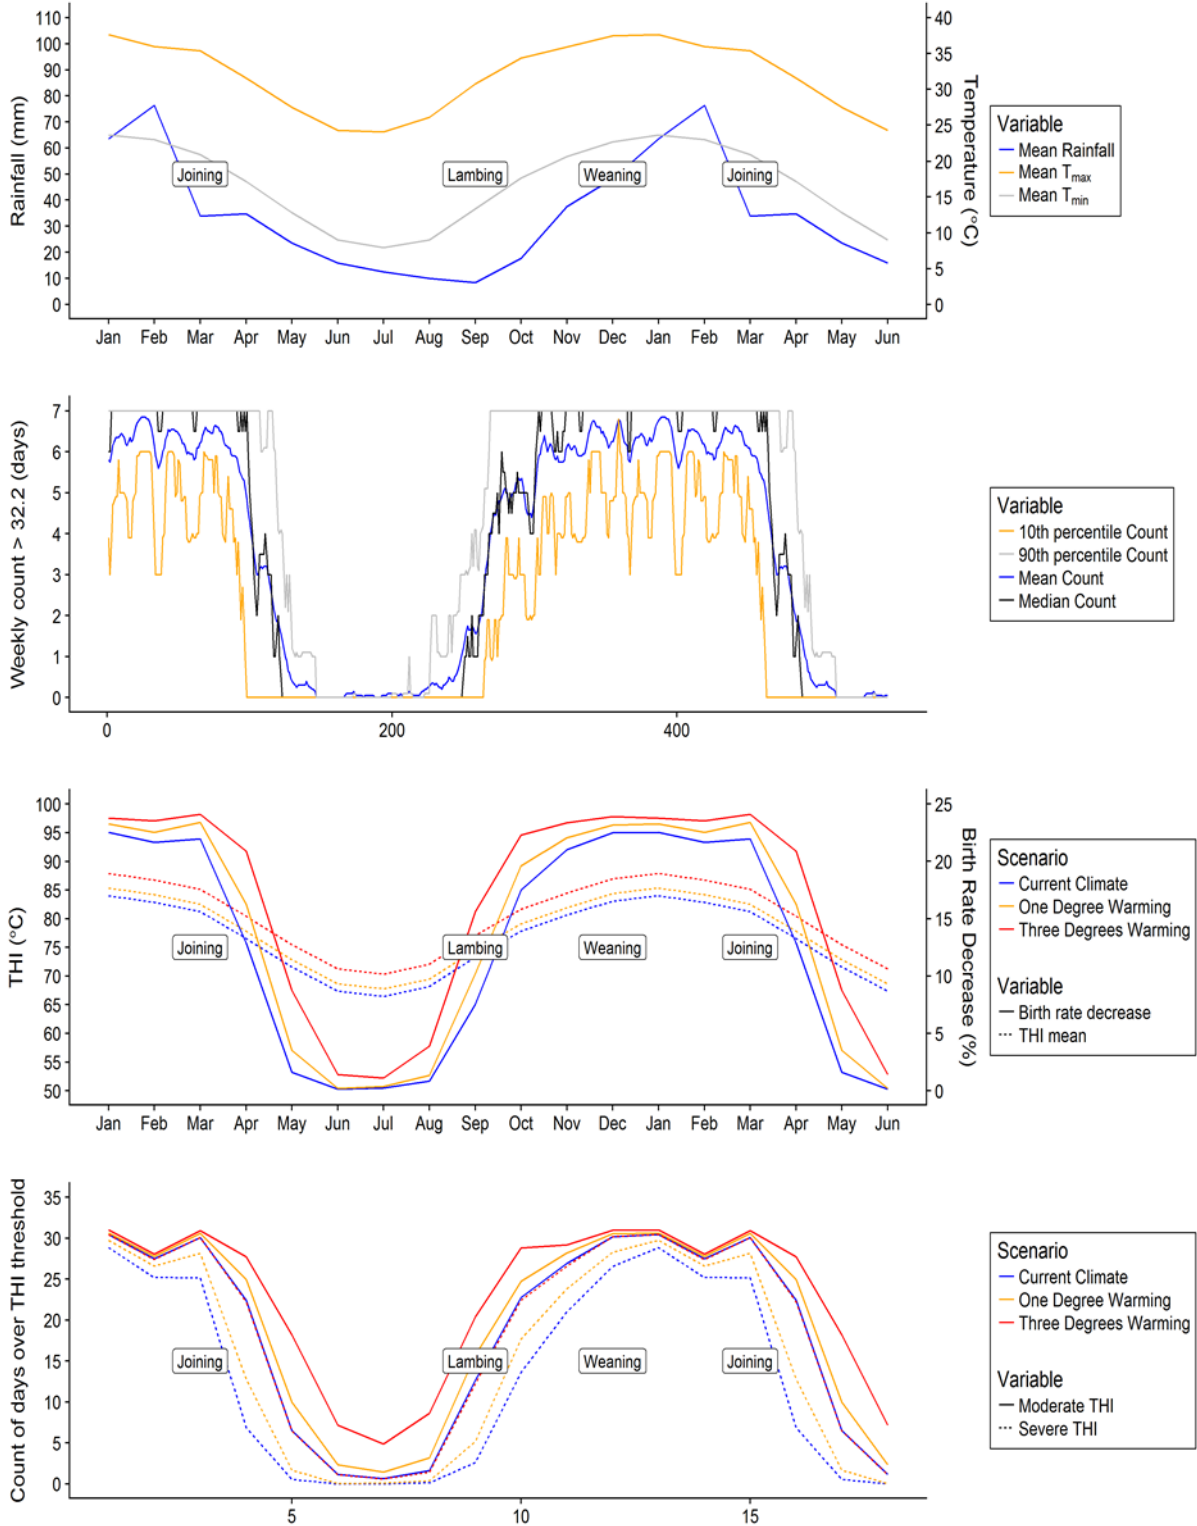 110
100
90
80
70
60
50
40
30
20
10
0
Rainfall (mm)
40
35
30
25
20
15
10
5
0
Temperature (°C)
Joining
Lambing
Weaning
Joining
Jan Feb Mar Apr May Jun Jul Aug Sep Oct Nov Dec Jan Feb Mar Apr May Jun
Variable
Mean Rainfall
Mean Tmax
Mean Tmin
7
6
5
4
3
2
1
0
Weekly count > 32.2 (days)
0 200 400
Variable
10th percentile Count
90th percentile Count
Mean Count
Median Count
100
95
90
85
80
75
70
65
60
55
50
THI (°C)
25
20
15
10
5
0
Birth Rate Decrease (%)
Joining
Lambing
Weaning
Joining
Jan Feb Mar Apr May Jun Jul Aug Sep Oct Nov Dec Jan Feb Mar Apr May Jun
Scenario
Current Climate
One Degree Warming
Three Degrees Warming
Variable
Birth rate decrease
THI mean
35
30
25
20
15
10
5
0
Count of days over THI threshold
Joining
Lambing
Weaning
Joining
5 10 15
Scenario
Current Climate
One Degree Warming
Three Degrees Warming
Variable
Moderate THI
Severe THI